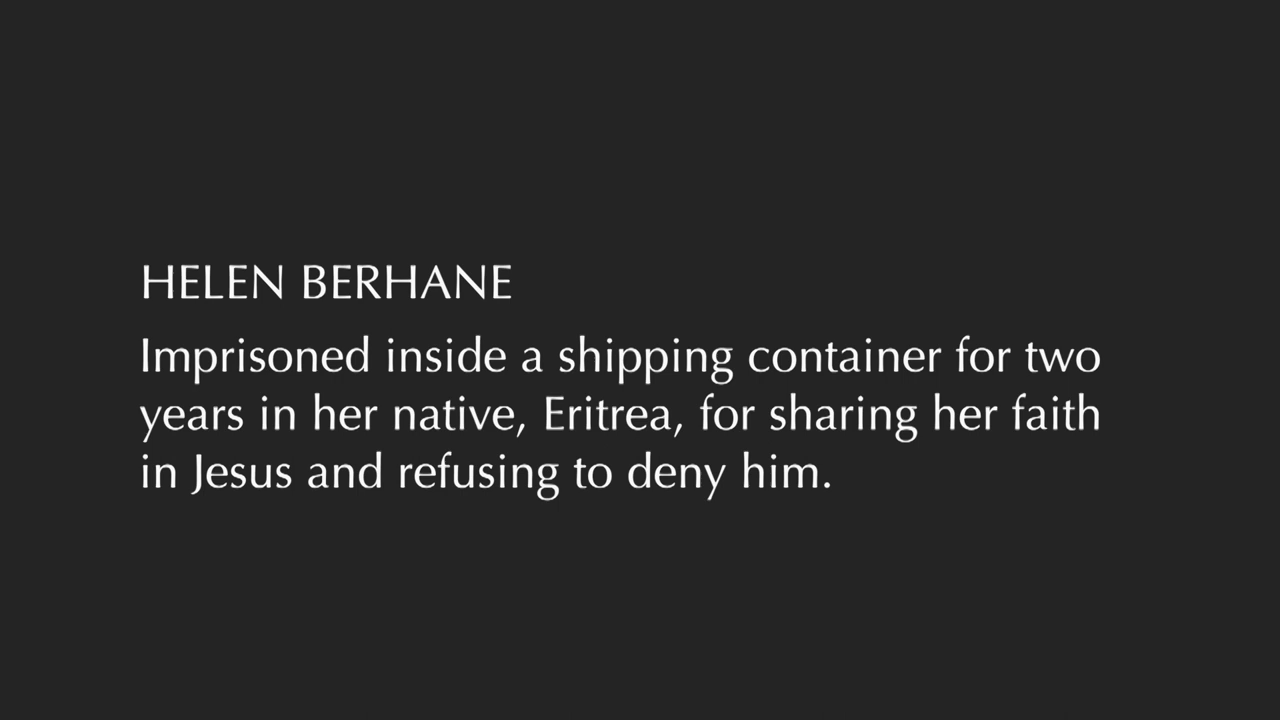 HELEN BERHANE
Imprisoned inside a shipping container for two
years in her native, Eritrea, for sharing her faith
in Jesus and refusing to deny him.